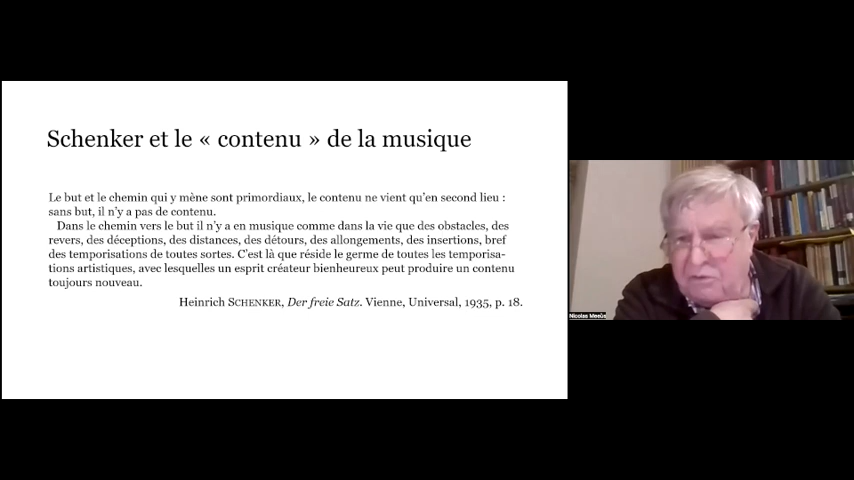 Schenker et le « contenu » de la musique
Le but et le chemin qui y mène sont primordiaux, le contenu ne vient qu'en second lieu :
sans but, il n'y a pas de contenu.
Dans le chemin vers le but il n'y a en musique comme dans la vie que des obstacles, des
revers, des déceptions, des distances, des détours, des allongements, des insertions, bref
des temporisations de toutes sortes. C'est là que réside le germe de toutes les temporisa-
tions artistiques, avec lesquelles un esprit créateur bienheureux peut produire un contenu
toujours nouveau.
Heinrich SCHENKER, Der freie Satz. Vienne, Universal, 1935, p. 18.
Nicolas Meeùs